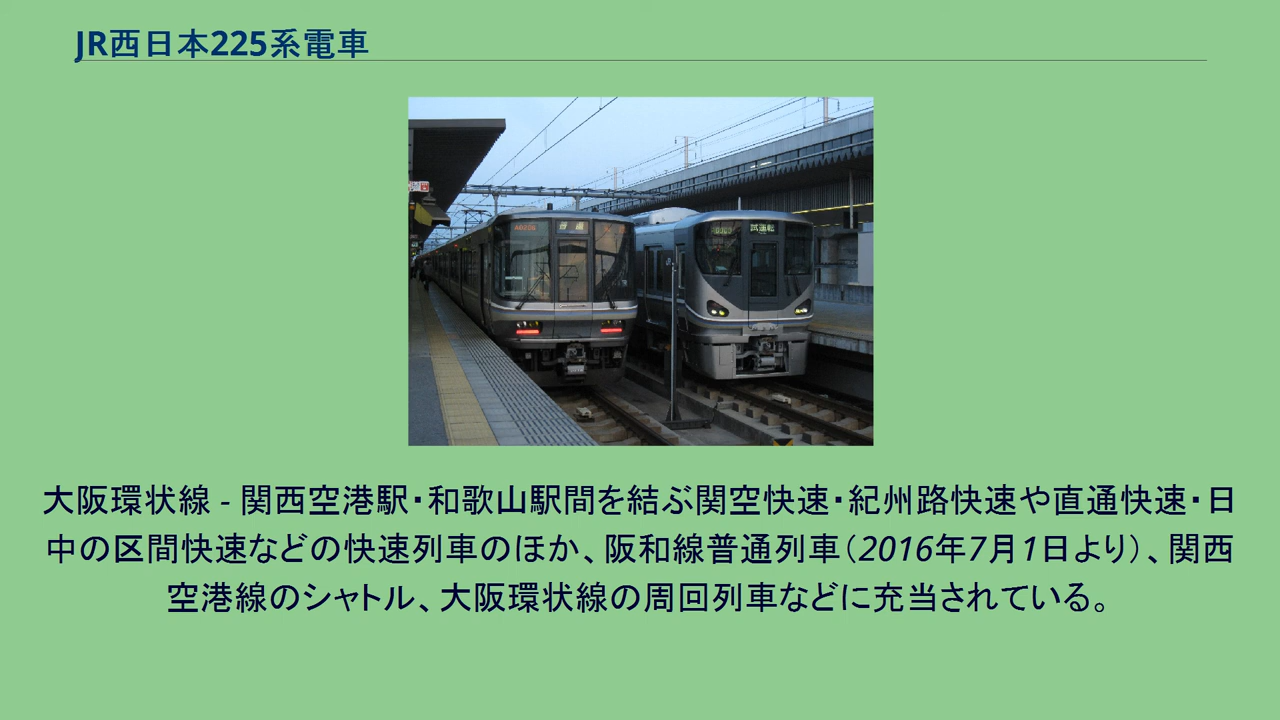 JR西日本225系電車
普通
試運転
大阪環状線 - 関西空港駅・和歌山駅間を結ぶ関空快速・紀州路快速や直通快速・日
中の区間快速などの快速列車のほか、阪和線普通列車（2016年7月1日より）、関西
空港線のシャトル、大阪環状線の周回列車などに充当されている。